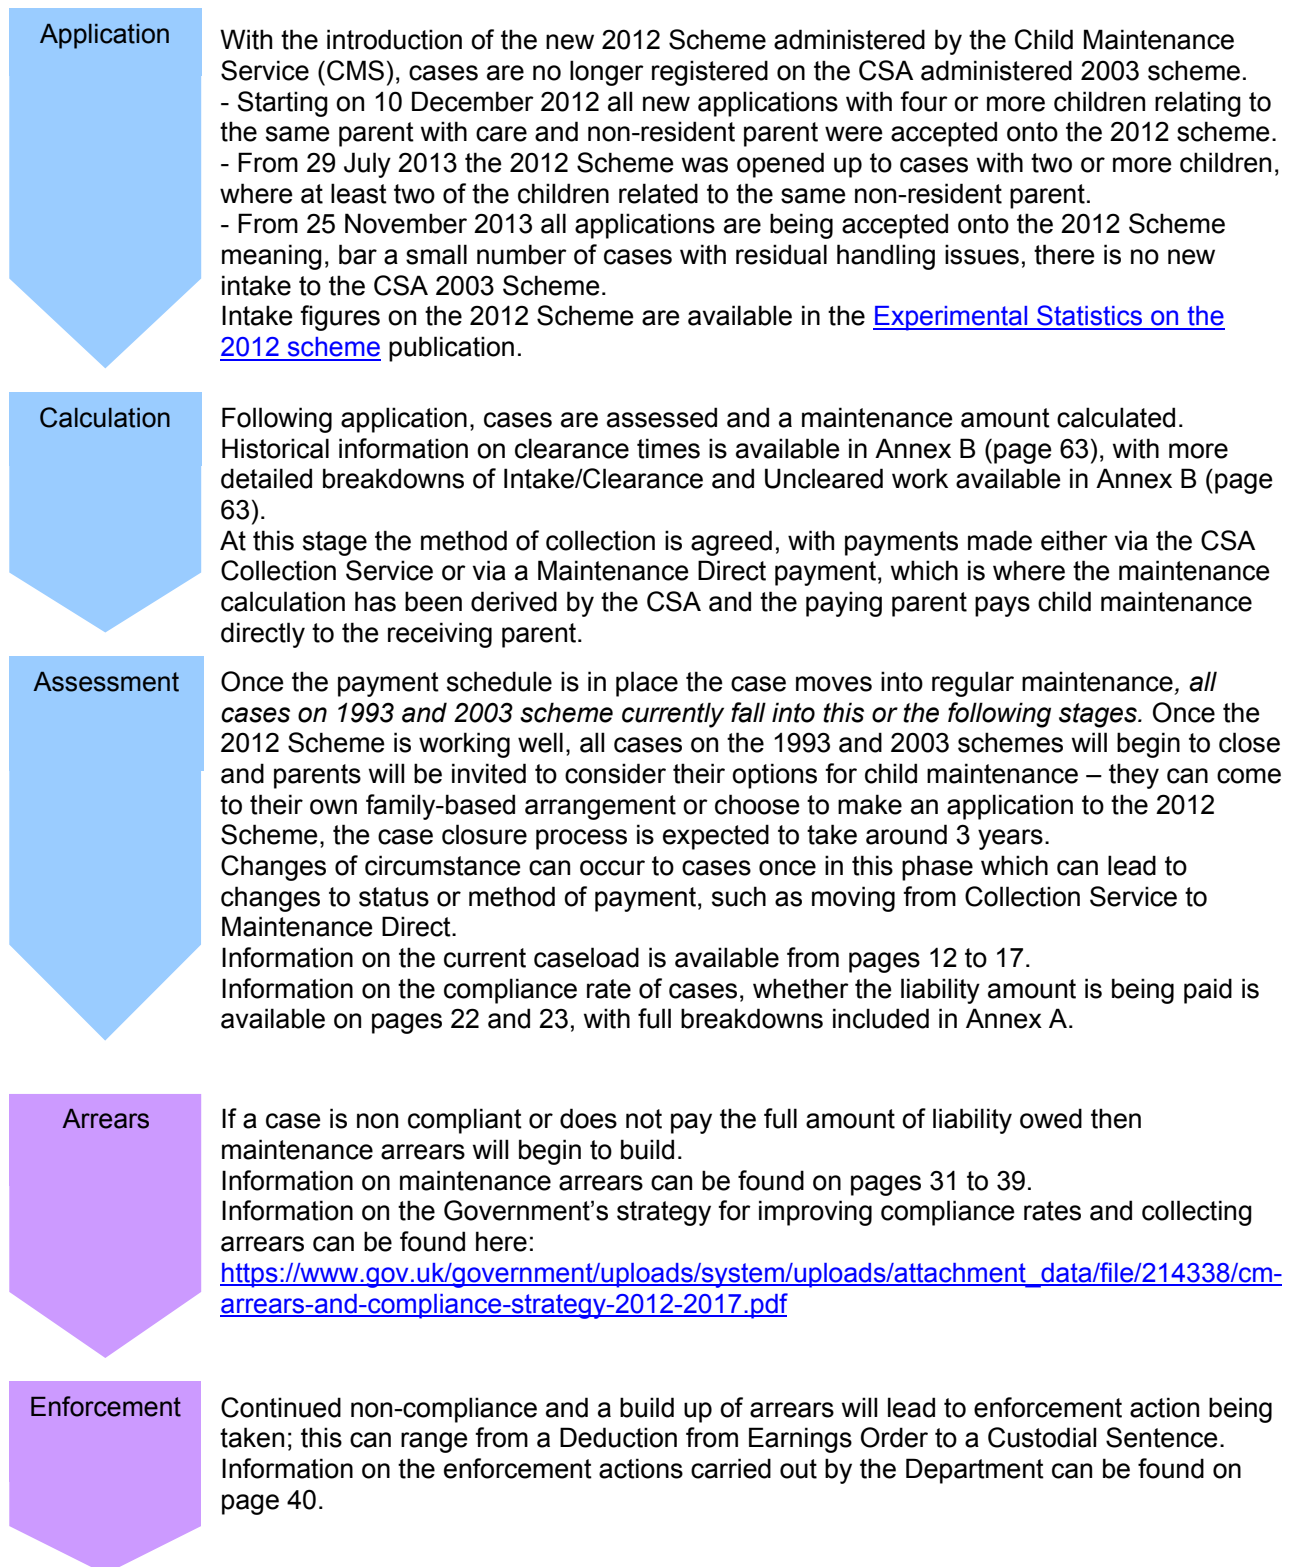 Application
With the introduction of the new 2012 Scheme administered by the Child Maintenance
Service (CMS), cases are no longer registered on the CSA administered 2003 scheme.
- Starting on 10 December 2012 all new applications with four or more children relating to
the same parent with care and non-resident parent were accepted onto the 2012 scheme.
- From 29 July 2013 the 2012 Scheme was opened up to cases with two or more children,
where at least two of the children related to the same non-resident parent.
- From 25 November 2013 all applications are being accepted onto the 2012 Scheme
meaning, bar a small number of cases with residual handling issues, there is no new
intake to the CSA 2003 Scheme.
Intake figures on the 2012 Scheme are available in the Experimental Statistics on the
2012 scheme publication.
Calculation
Following application, cases are assessed and a maintenance amount calculated.
Historical information on clearance times is available in Annex B (page 63), with more
detailed breakdowns of Intake/Clearance and Uncleared work available in Annex B (page
63).
At this stage the method of collection is agreed, with payments made either via the CSA
Collection Service or via a Maintenance Direct payment, which is where the maintenance
calculation has been derived by the CSA and the paying parent pays child maintenance
directly to the receiving parent.
Assessment
Once the payment schedule is in place the case moves into regular maintenance, all
cases on 1993 and 2003 scheme currently fall into this or the following stages. Once the
2012 Scheme is working well, all cases on the 1993 and 2003 schemes will begin to close
and parents will be invited to consider their options for child maintenance – they can come
to their own family-based arrangement or choose to make an application to the 2012
Scheme, the case closure process is expected to take around 3 years.
Changes of circumstance can occur to cases once in this phase which can lead to
changes to status or method of payment, such as moving from Collection Service to
Maintenance Direct.
Information on the current caseload is available from pages 12 to 17.
Information on the compliance rate of cases, whether the liability amount is being paid is
available on pages 22 and 23, with full breakdowns included in Annex A.
Arrears
If a case is non compliant or does not pay the full amount of liability owed then
maintenance arrears will begin to build.
Information on maintenance arrears can be found on pages 31 to 39.
Information on the Government’s strategy for improving compliance rates and collecting
arrears can be found here:
https://www.gov.uk/government/uploads/system/uploads/attachment_data/file/214338/cm-
arrears-and-compliance-strategy-2012-2017.pdf
Enforcement
Continued non-compliance and a build up of arrears will lead to enforcement action being
taken; this can range from a Deduction from Earnings Order to a Custodial Sentence.
Information on the enforcement actions carried out by the Department can be found on
page 40.